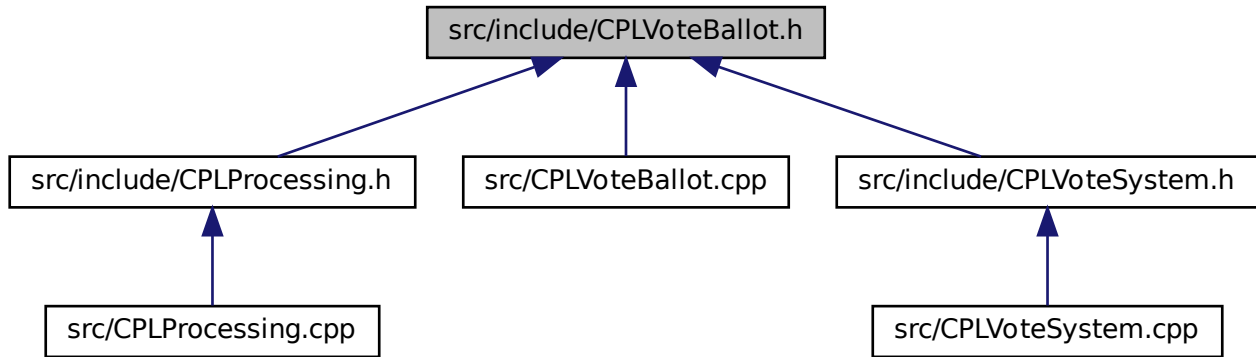 src/include/CPLVoteBallot.h
src/include/CPLProcessing.h
src/CPLVoteBallot.cpp
src/include/CPLVoteSystem.h
src/CPLProcessing.cpp
src/CPLVoteSystem.cpp